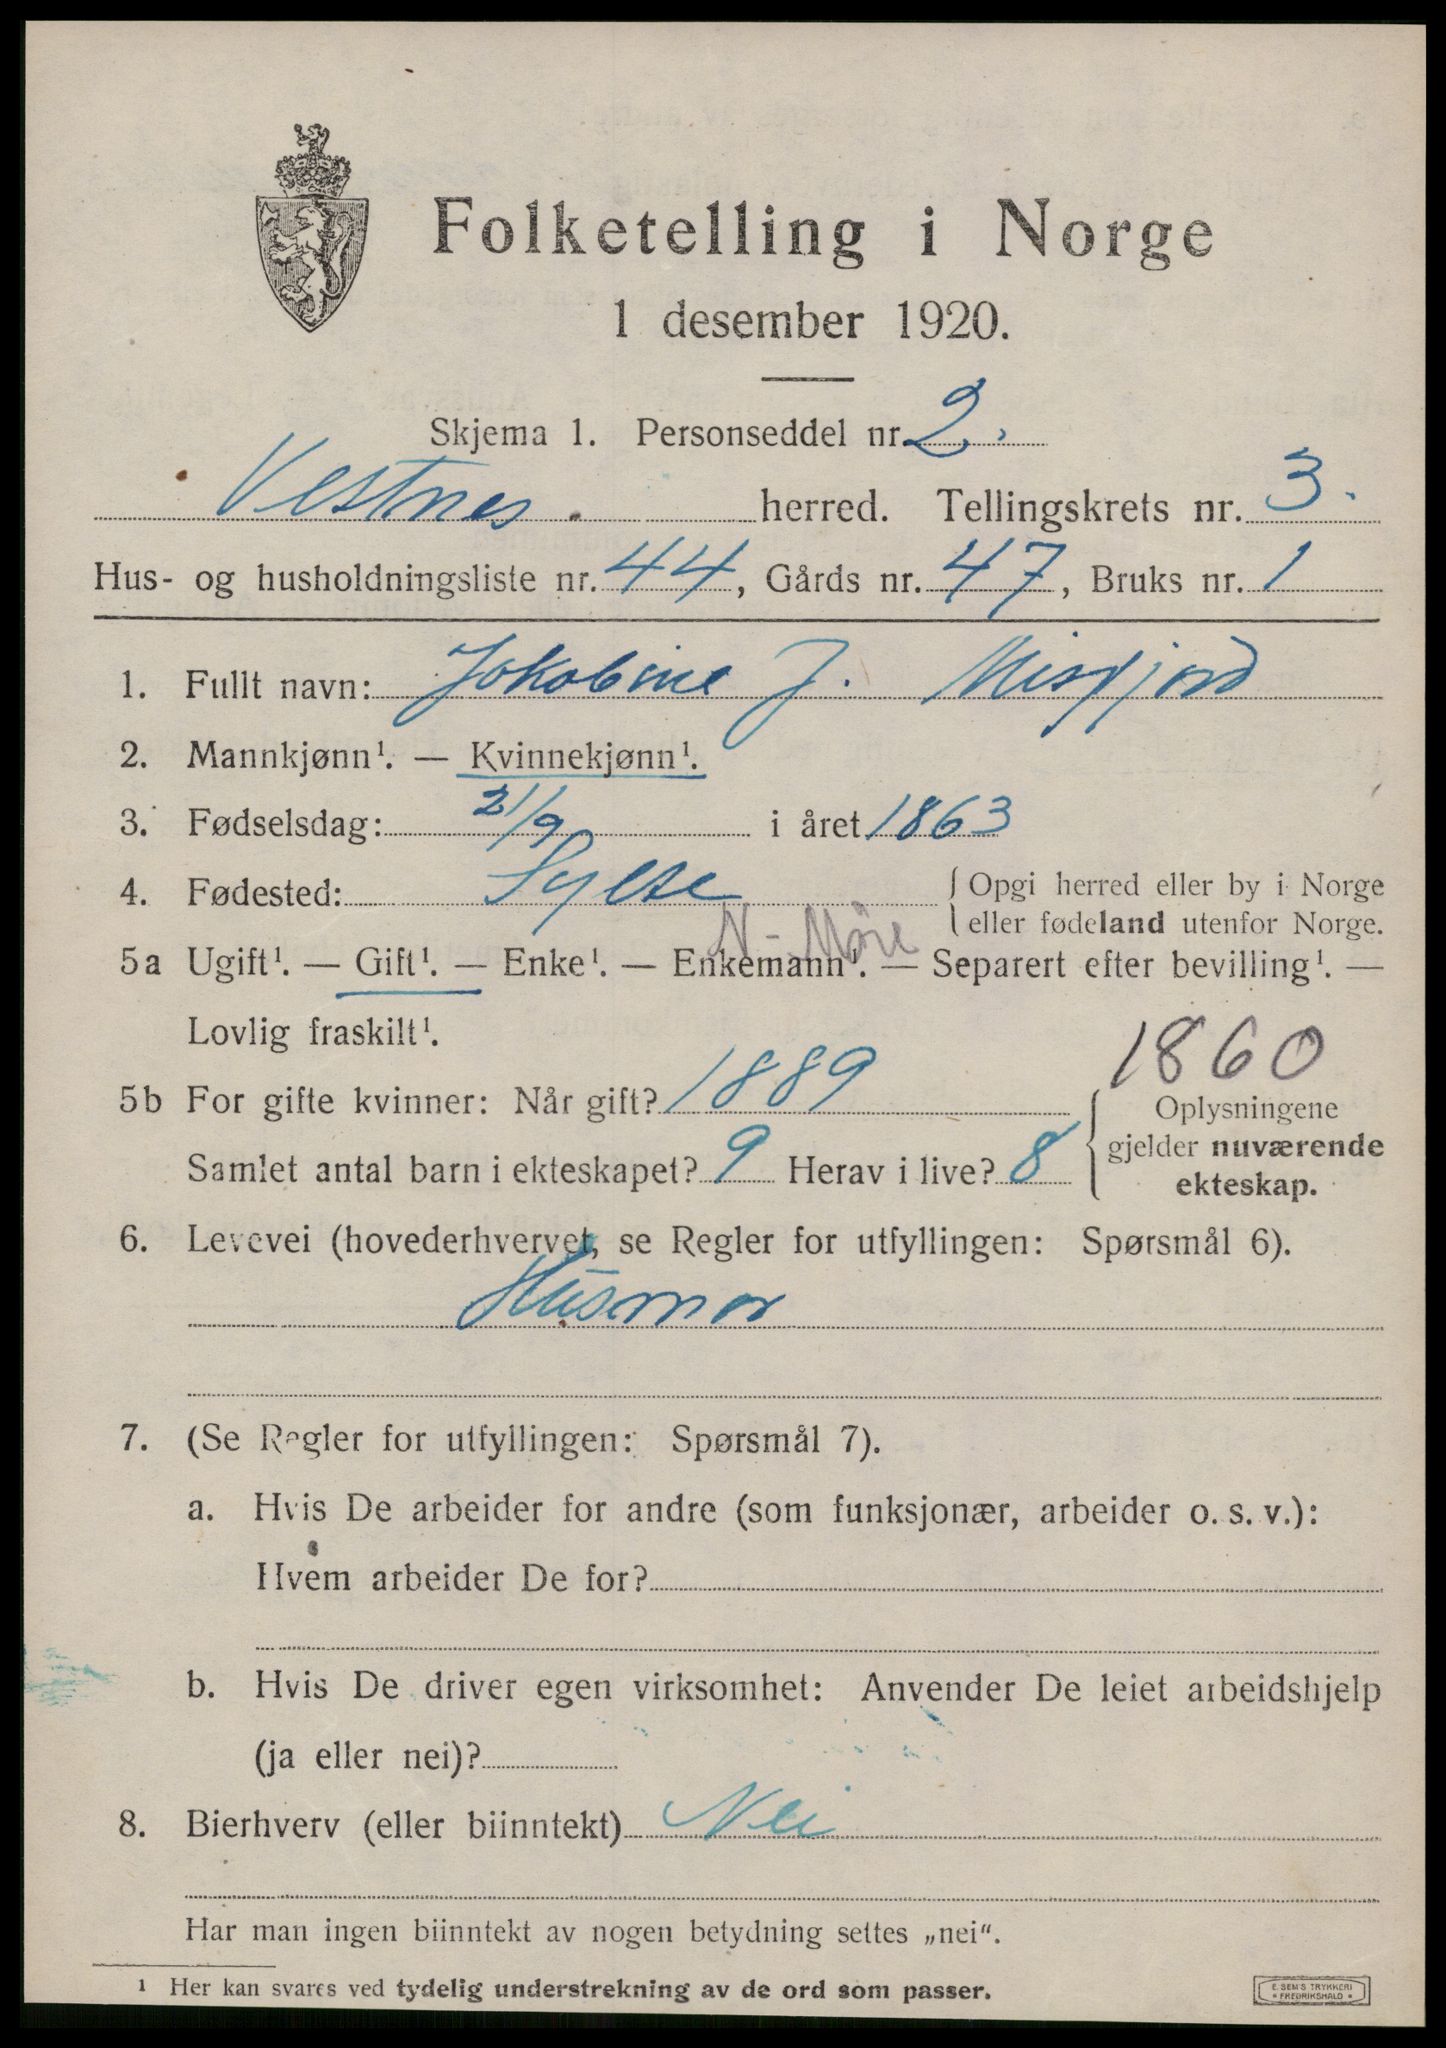 Folketelling i Norge
1 desember 1920.
Skjema 1. Personseddel nr. 2.
Vestnes. herred. Tellingskrets nr. 3.
Hus- og husholdningsliste nr. 44, Gårds nr. 47, Bruks nr. 1
1. Fullt navn: Jokobine J. Misfjord
2. Mannkjønn¹. — Kvinnekjønn¹.
3. Fødselsdag: 21/9 i året 1863
4. Fødested: Sylte { Opgi herred eller by i Norge
eller fødeland utenfor Norge.
N-Møre
5a Ugift¹. — Gift¹. — Enke¹. — Enkemann¹. — Separert efter bevilling¹. —
Lovlig fraskilt¹.
1860
5b For gifte kvinner: Når gift? 1889 { Oplysningene
gjelder nuværende
ekteskap.
Samlet antal barn i ekteskapet? 9 Herav i live? 8
6. Levevei (hovederhvervet, se Regler for utfyllingen: Spørsmål 6).
Husmor
7. (Se Regler for utfyllingen: Spørsmål 7).
a. Hvis De arbeider for andre (som funksjonær, arbeider o. s. v.):
Hvem arbeider De for?
b. Hvis De driver egen virksomhet: Anvender De leiet arbeidshjelp
(ja eller nei)?
8. Bierhverv (eller biinntekt) Nei
Har man ingen biinntekt av nogen betydning settes „nei“.
¹ Her kan svares ved tydelig understrekning av de ord som passer.
E. SEM'S TRYKKERI
* FREDRIKSHALD *